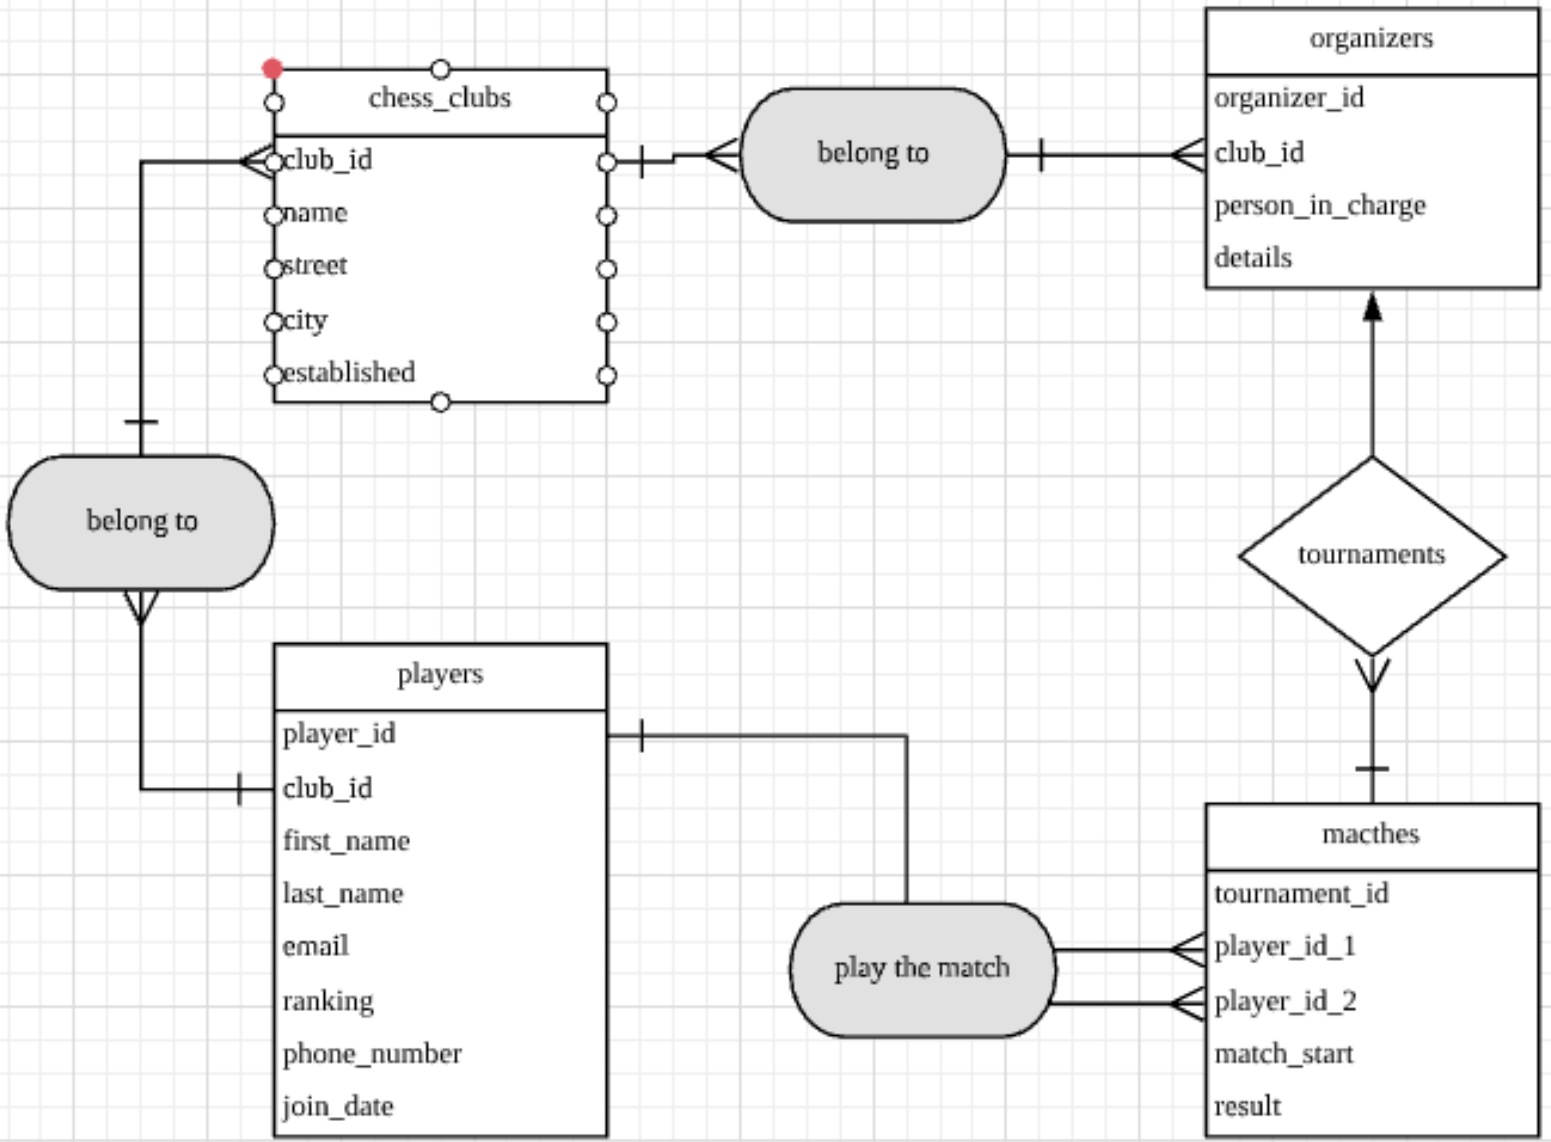 chess_clubs
club_id
name
street
city
established
belong to
organizers
organizer_id
club_id
person_in_charge
details
belong to
tournaments
players
player_id
club_id
first_name
last_name
email
ranking
phone_number
join_date
play the match
macthes
tournament_id
player_id_1
player_id_2
match_start
result